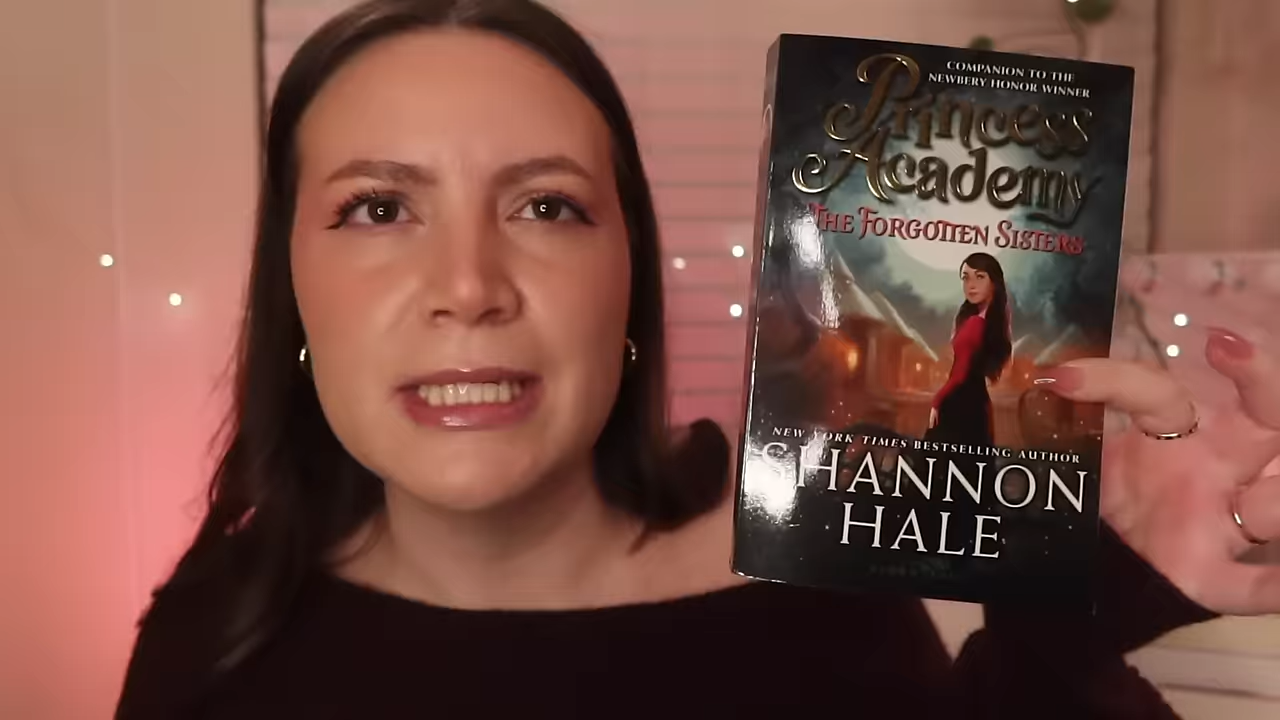 COMPANION TO THE
NEWBERY HONOR WINNER
Princess
Academy
THE FORGOTTEN SISTERS
NEW YORK TIMES BESTSELLING AUTHOR
SHANNON
HALE